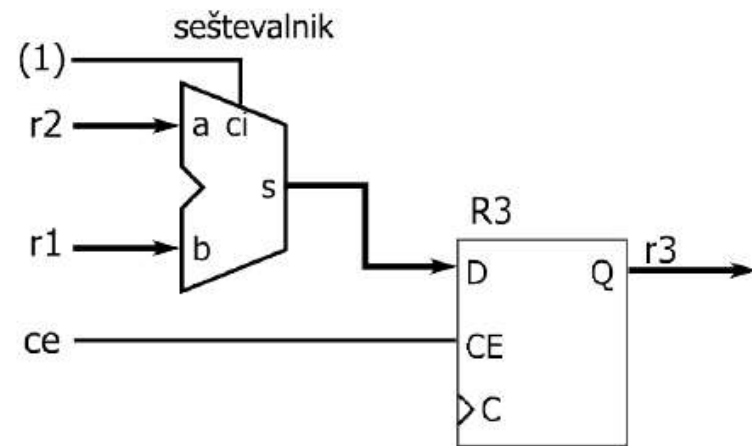 seštevalnik
(1)
r2
a ci
s
r1
b
R3
D Q
r3
ce
CE
C